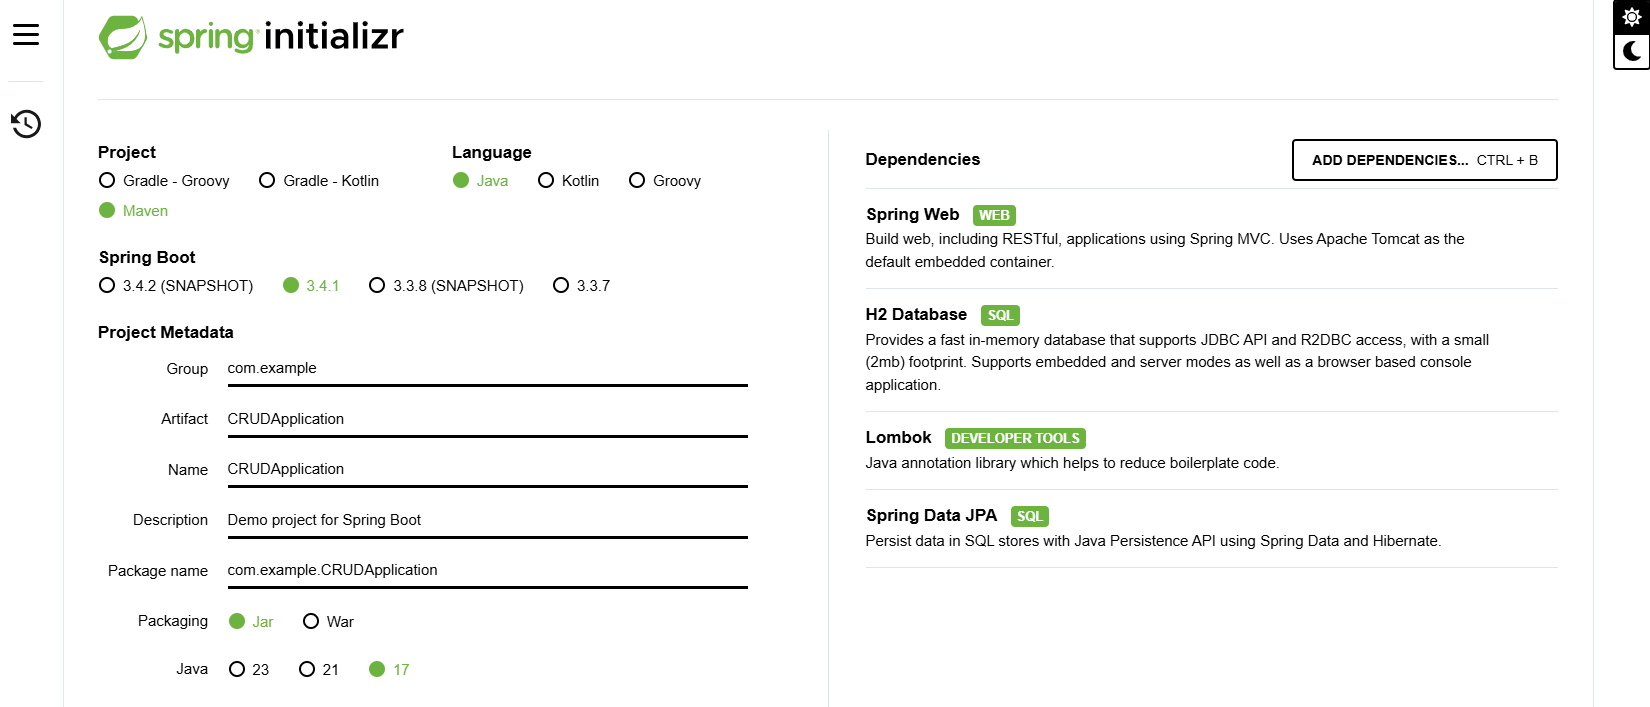 spring initializr
Project
Gradle - Groovy
Gradle - Kotlin
Maven
Language
Java
Kotlin
Groovy
Spring Boot
3.4.2 (SNAPSHOT)
3.4.1
3.3.8 (SNAPSHOT)
3.3.7
Project Metadata
Group com.example
Artifact CRUDApplication
Name CRUDApplication
Description Demo project for Spring Boot
Package name com.example.CRUDApplication
Packaging Jar War
Java 23 21 17
Dependencies
ADD DEPENDENCIES... CTRL + B
Spring Web WEB
Build web, including RESTful, applications using Spring MVC. Uses Apache Tomcat as the
default embedded container.
H2 Database SQL
Provides a fast in-memory database that supports JDBC API and R2DBC access, with a small
(2mb) footprint. Supports embedded and server modes as well as a browser based console
application.
Lombok DEVELOPER TOOLS
Java annotation library which helps to reduce boilerplate code.
Spring Data JPA SQL
Persist data in SQL stores with Java Persistence API using Spring Data and Hibernate.